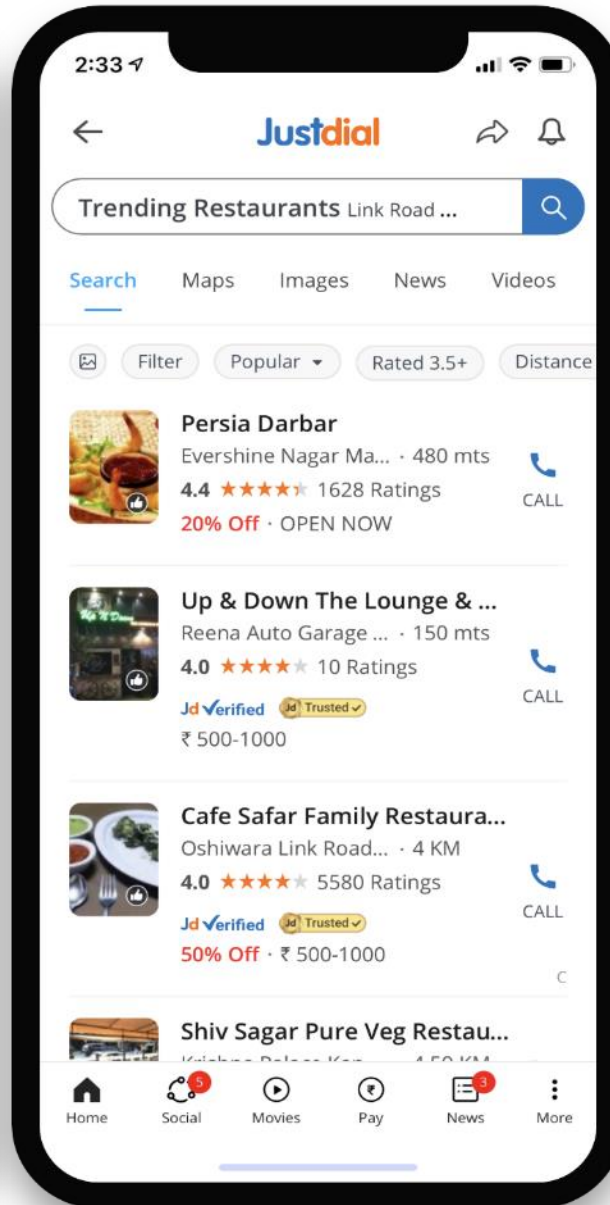 2:33
Justdial
Trending Restaurants Link Road ...
Search Maps Images News Videos
Filter Popular Rated 3.5+ Distance
Persia Darbar
Evershine Nagar Ma... · 480 mts
4.4 1628 Ratings
CALL
20% Off · OPEN NOW
Up & Down The Lounge & ...
Reena Auto Garage ... · 150 mts
4.0 10 Ratings
CALL
Jd Verified Jd Trusted
₹ 500-1000
Cafe Safar Family Restaura...
Oshiwara Link Road... · 4 KM
4.0 5580 Ratings
CALL
Jd Verified Jd Trusted
50% Off · ₹ 500-1000
C
Shiv Sagar Pure Veg Restau...
5 3
Home Social Movies Pay News More